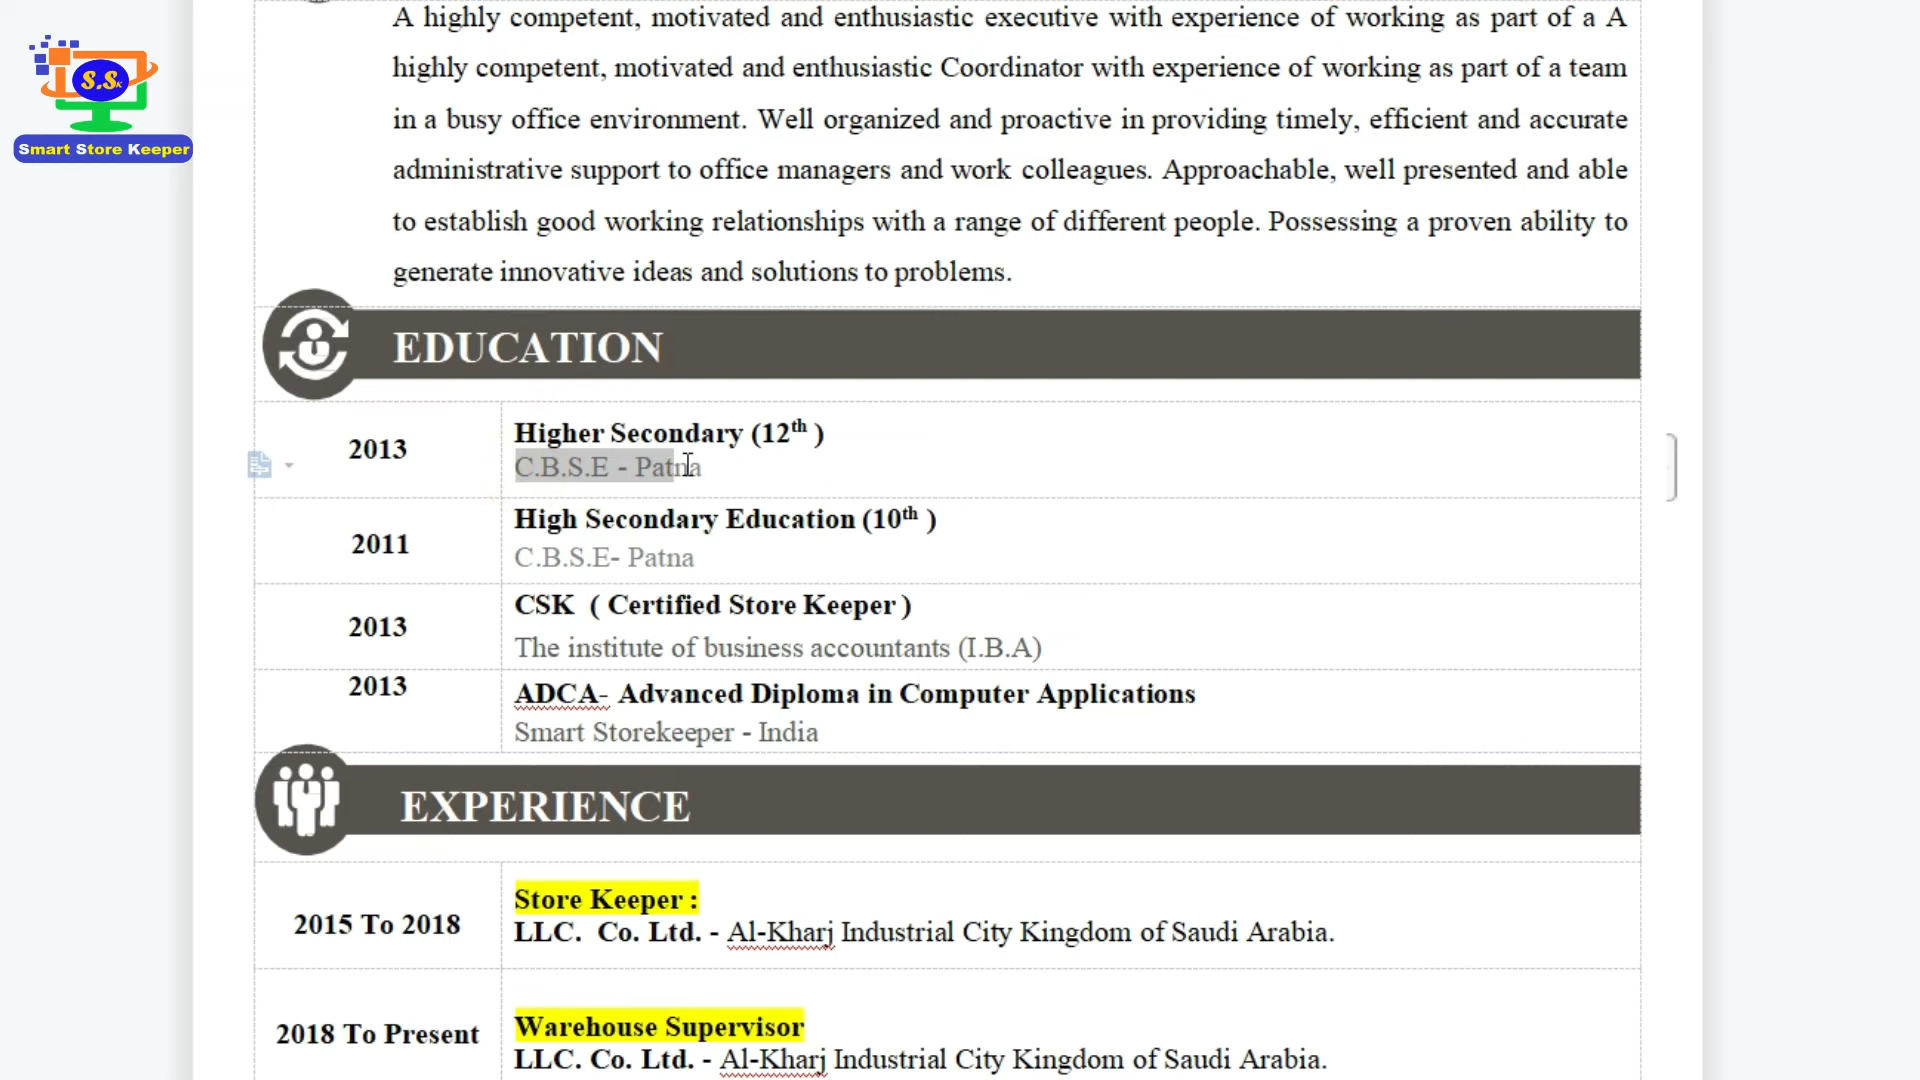 S.Sk
Smart Store Keeper
A highly competent, motivated and enthusiastic executive with experience of working as part of a A
highly competent, motivated and enthusiastic Coordinator with experience of working as part of a team
in a busy office environment. Well organized and proactive in providing timely, efficient and accurate
administrative support to office managers and work colleagues. Approachable, well presented and able
to establish good working relationships with a range of different people. Possessing a proven ability to
generate innovative ideas and solutions to problems.
EDUCATION
2013
Higher Secondary (12th )
C.B.S.E - Patna
2011
High Secondary Education (10th )
C.B.S.E- Patna
2013
CSK ( Certified Store Keeper )
The institute of business accountants (I.B.A)
2013
ADCA- Advanced Diploma in Computer Applications
Smart Storekeeper - India
EXPERIENCE
2015 To 2018
Store Keeper :
LLC. Co. Ltd. - Al-Kharj Industrial City Kingdom of Saudi Arabia.
2018 To Present
Warehouse Supervisor
LLC. Co. Ltd. - Al-Kharj Industrial City Kingdom of Saudi Arabia.